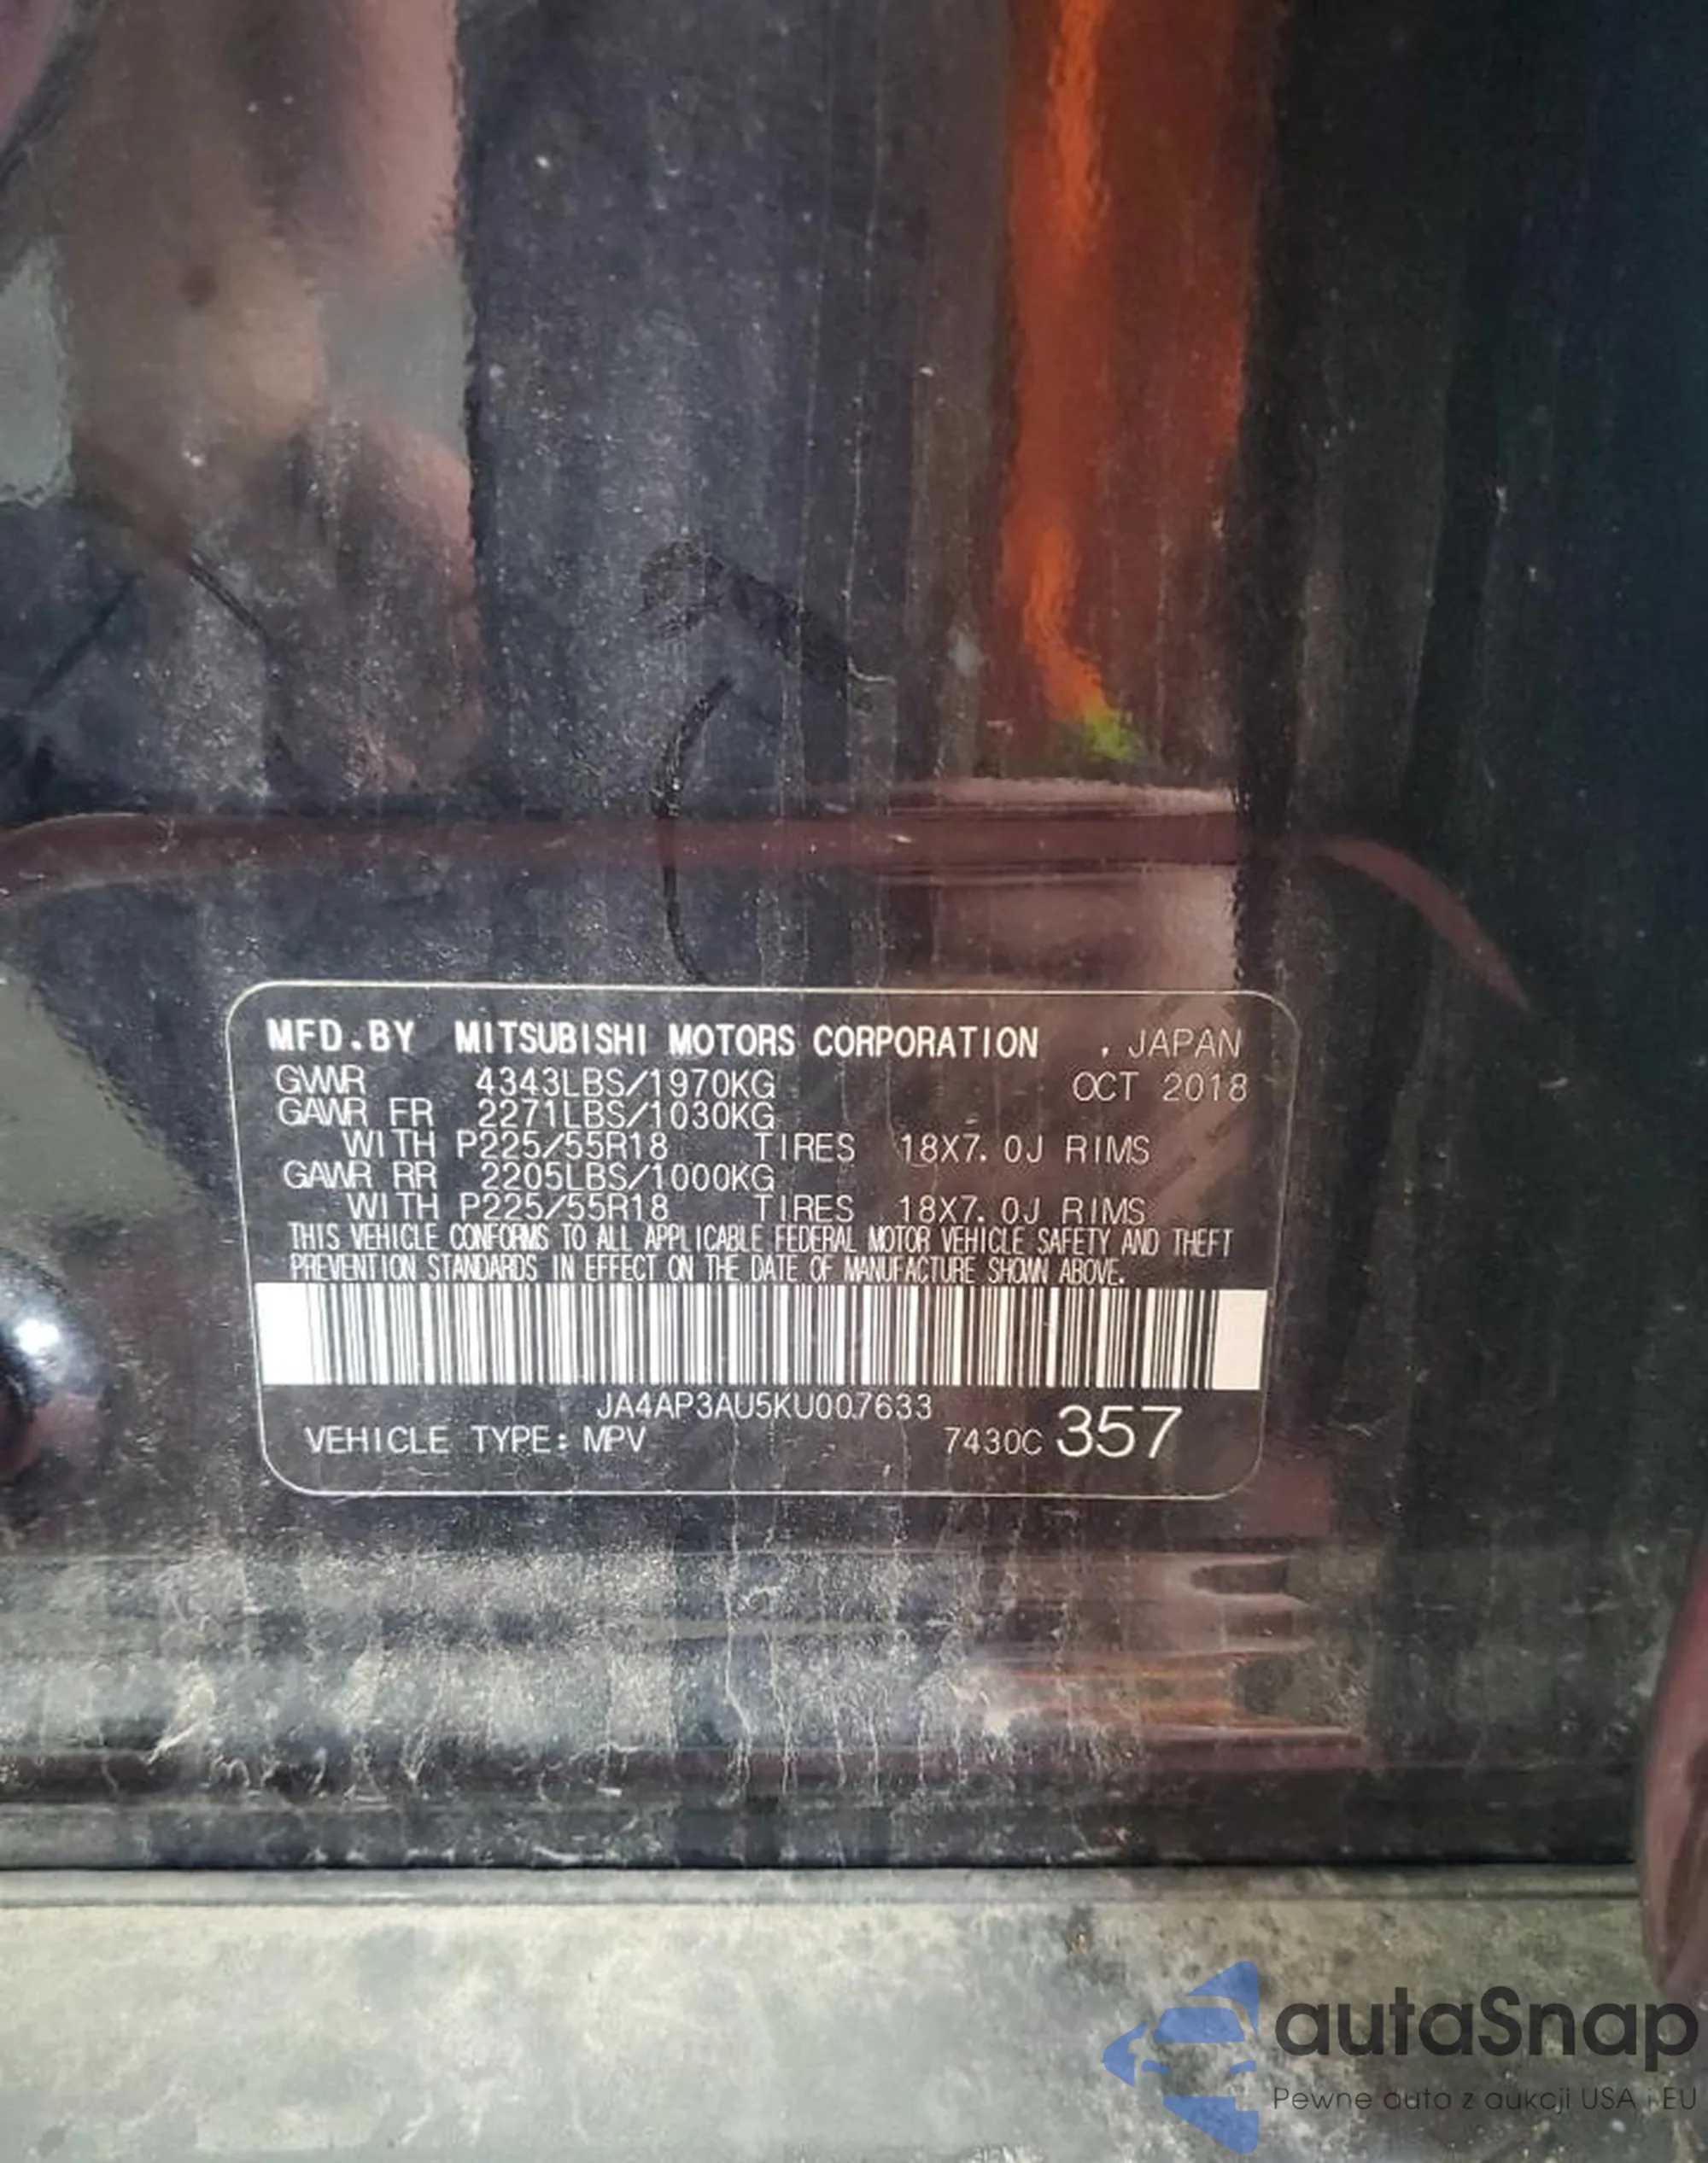 MFD.BY MITSUBISHI MOTORS CORPORATION , JAPAN
GVWR 4343LBS/1970KG OCT 2018
GAWR FR 2271LBS/1030KG
WITH P225/55R18 TIRES 18X7.0J RIMS
GAWR RR 2205LBS/1000KG
WITH P225/55R18 TIRES 18X7.0J RIMS
THIS VEHICLE CONFORMS TO ALL APPLICABLE FEDERAL MOTOR VEHICLE SAFETY AND THEFT
PREVENTION STANDARDS IN EFFECT ON THE DATE OF MANUFACTURE SHOWN ABOVE.
JA4AP3AU5KU007633
VEHICLE TYPE: MPV 7430C 357
autaSnap
Pewne auta z aukcji USA i EU